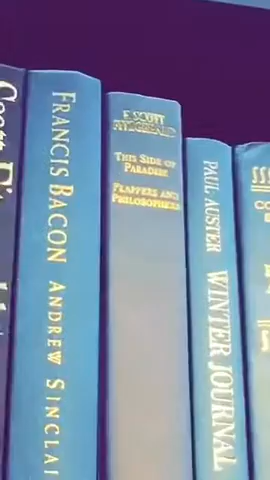 FRANCIS BACON ANDREW SINCLAI
F. SCOTT
FITZGERALD
THIS SIDE OF
PARADISE
FLAPPERS AND
PHILOSOPHERS
PAUL AUSTER WINTER JOURNAL